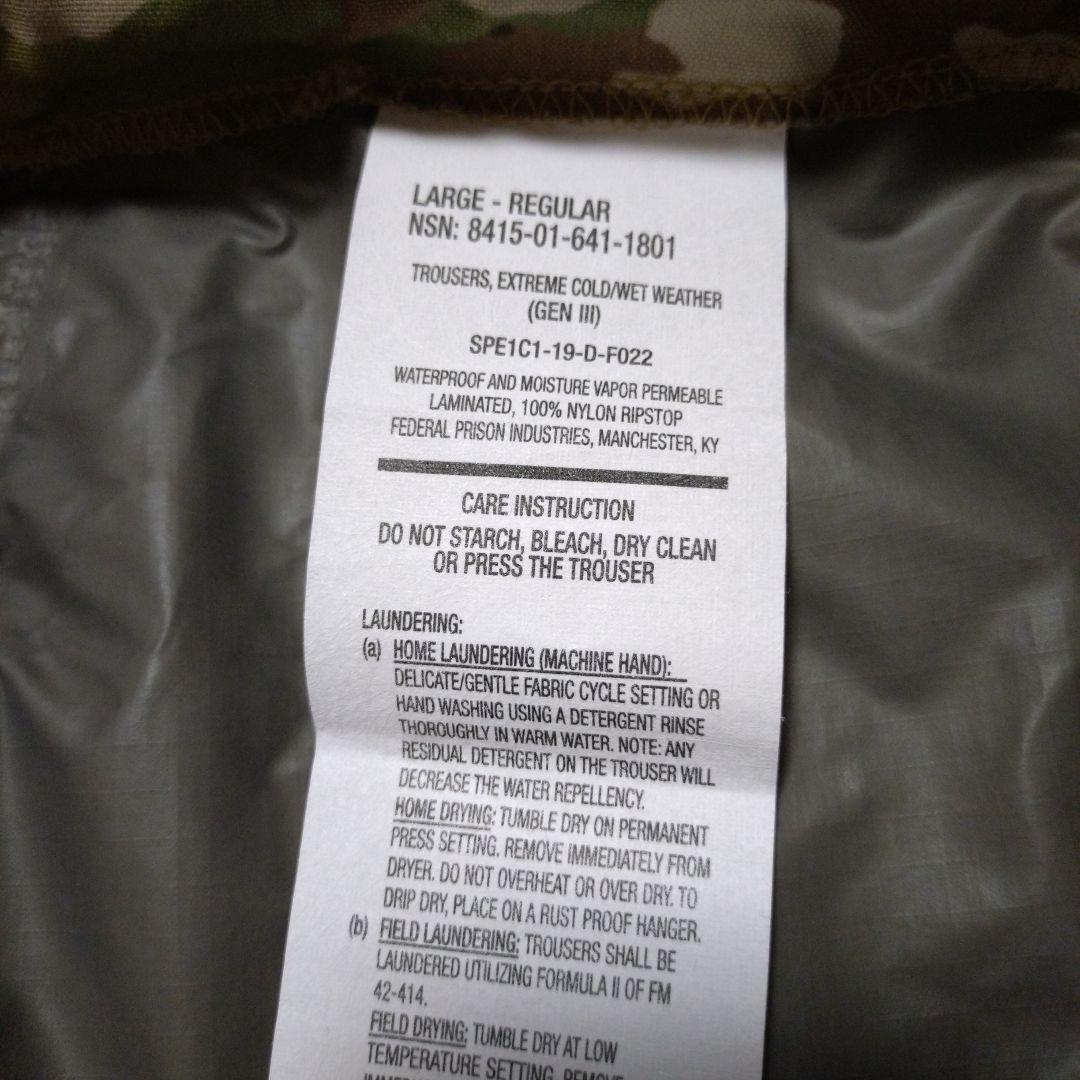 LARGE - REGULAR
NSN: 8415-01-641-1801
TROUSERS, EXTREME COLD/WET WEATHER
(GEN III)
SPE1C1-19-D-F022
WATERPROOF AND MOISTURE VAPOR PERMEABLE
LAMINATED, 100% NYLON RIPSTOP
FEDERAL PRISON INDUSTRIES, MANCHESTER, KY
CARE INSTRUCTION
DO NOT STARCH, BLEACH, DRY CLEAN
OR PRESS THE TROUSER
LAUNDERING:
(a) HOME LAUNDERING (MACHINE HAND):
DELICATE/GENTLE FABRIC CYCLE SETTING OR
HAND WASHING USING A DETERGENT RINSE
THOROUGHLY IN WARM WATER. NOTE: ANY
RESIDUAL DETERGENT ON THE TROUSER WILL
DECREASE THE WATER REPELLENCY.
HOME DRYING: TUMBLE DRY ON PERMANENT
PRESS SETTING. REMOVE IMMEDIATELY FROM
DRYER. DO NOT OVERHEAT OR OVER DRY. TO
DRIP DRY, PLACE ON A RUST PROOF HANGER.
(b) FIELD LAUNDERING: TROUSERS SHALL BE
LAUNDERED UTILIZING FORMULA II OF FM
42-414.
FIELD DRYING: TUMBLE DRY AT LOW
TEMPERATURE SETTING. REMOVE